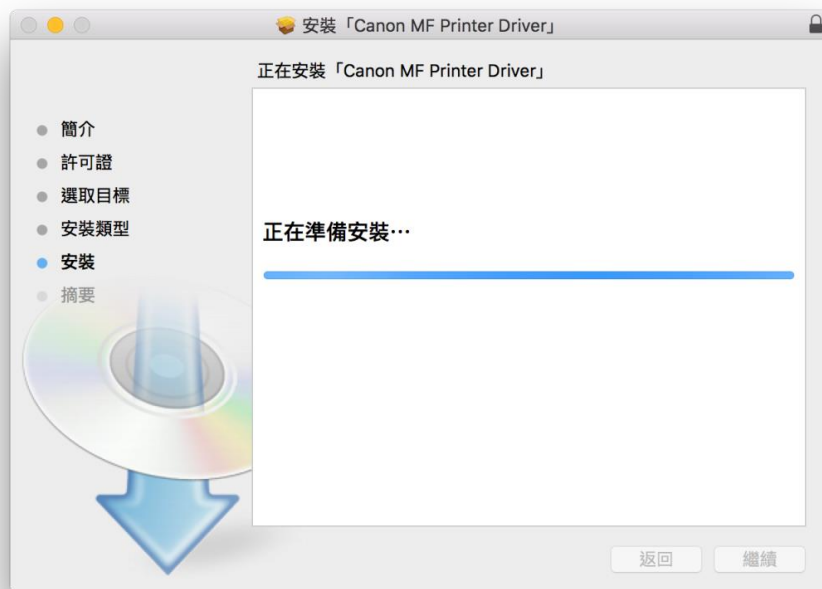 安裝「Canon MF Printer Driver」
正在安裝「Canon MF Printer Driver」
簡介
許可證
選取目標
安裝類型
安裝
摘要
正在準備安裝⋯
返回
繼續